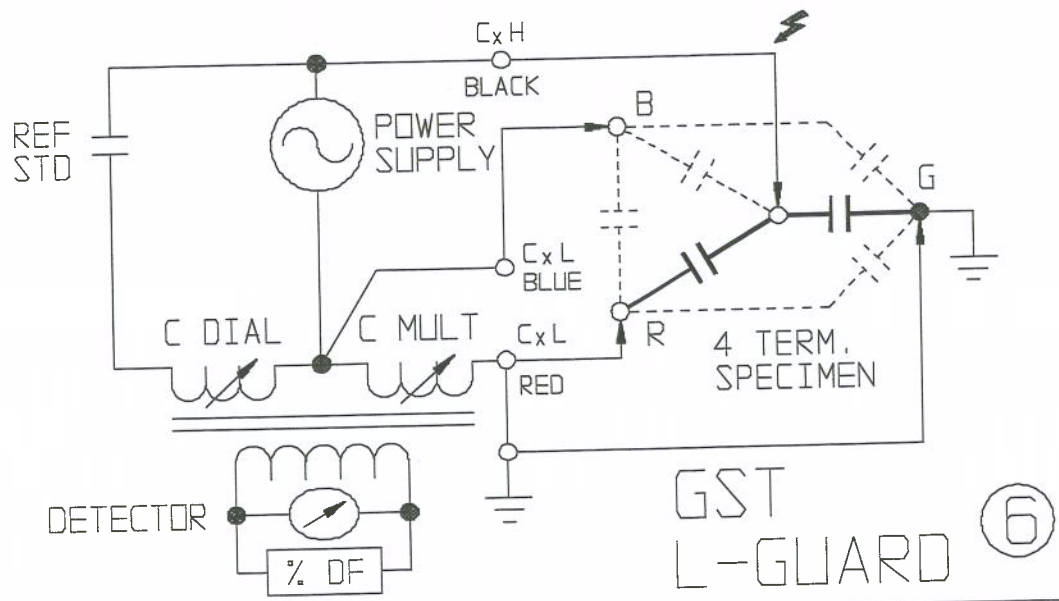 CxH
BLACK
REF
STD
POWER
SUPPLY
B
G
CxL
BLUE
C DIAL
C MULT
CxL
RED
R
4 TERM.
SPECIMEN
DETECTOR
% DF
GST
L-GUARD
6